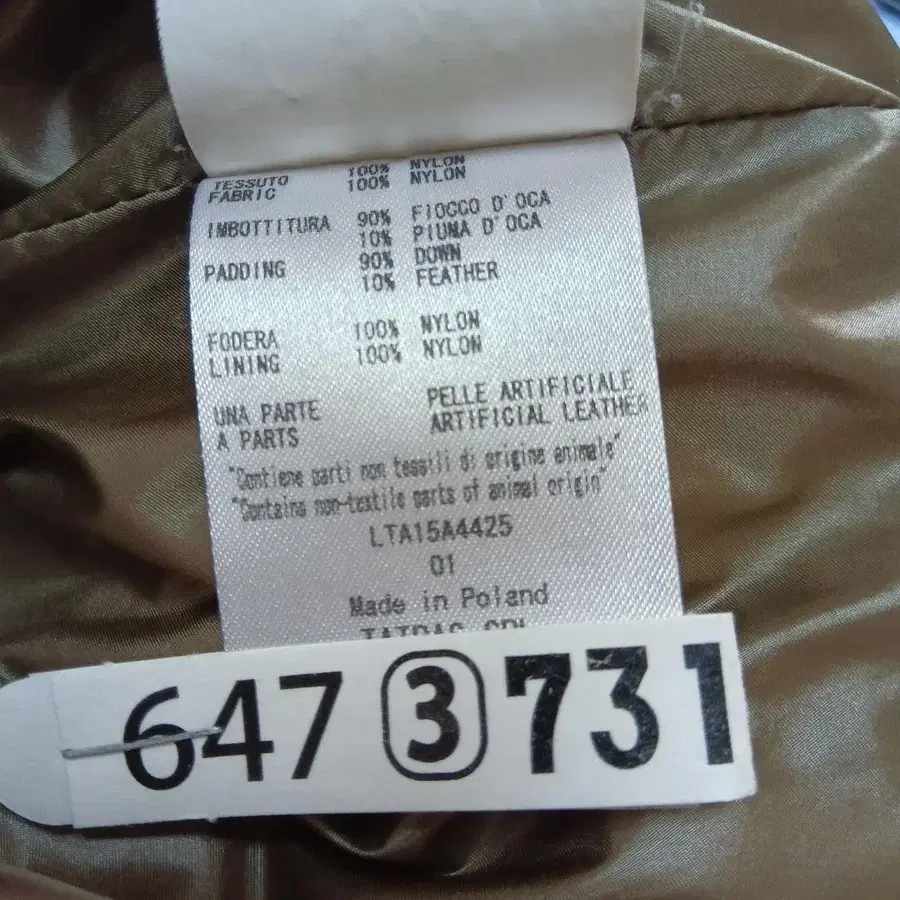 TESSUTO 100% NYLON
FABRIC 100% NYLON
IMBOTTITURA 90% FIOCCO D'OCA
10% PIUMA D'OCA
PADDING 90% DOWN
10% FEATHER
FODERA 100% NYLON
LINING 100% NYLON
UNA PARTE PELLE ARTIFICIALE
A PARTS ARTIFICIAL LEATHER
"Contiene parti non tessili di origine animale"
"Contains non-textile parts of animal origin"
LTA15A4425
01
Made in Poland
TATRAS SRL
647 3 731